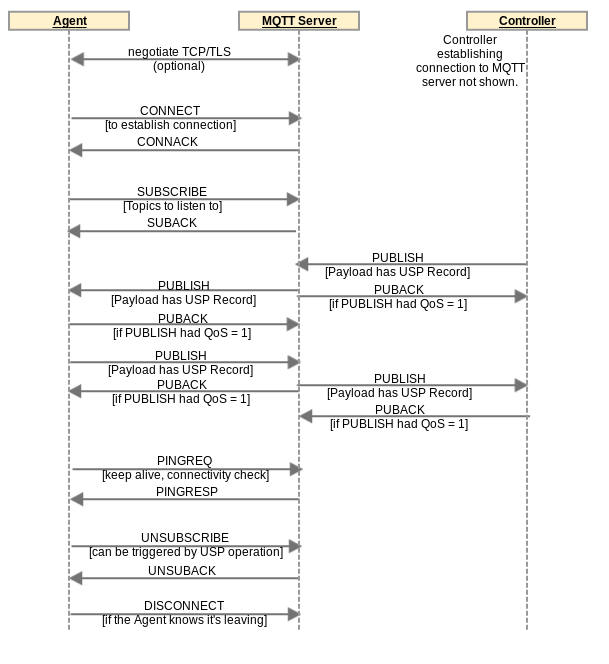 Agent
MQTT Server
Controller
Controller
establishing
connection to MQTT
server not shown.
negotiate TCP/TLS
(optional)
CONNECT
[to establish connection]
CONNACK
SUBSCRIBE
[Topics to listen to]
SUBACK
PUBLISH
[Payload has USP Record]
PUBLISH
[Payload has USP Record]
PUBACK
[if PUBLISH had QoS = 1]
PUBACK
[if PUBLISH had QoS = 1]
PUBLISH
[Payload has USP Record]
PUBACK
[if PUBLISH had QoS = 1]
PUBLISH
[Payload has USP Record]
PUBACK
[if PUBLISH had QoS = 1]
PINGREQ
[keep alive, connectivity check]
PINGRESP
UNSUBSCRIBE
[can be triggered by USP operation]
UNSUBACK
DISCONNECT
[if the Agent knows it's leaving]